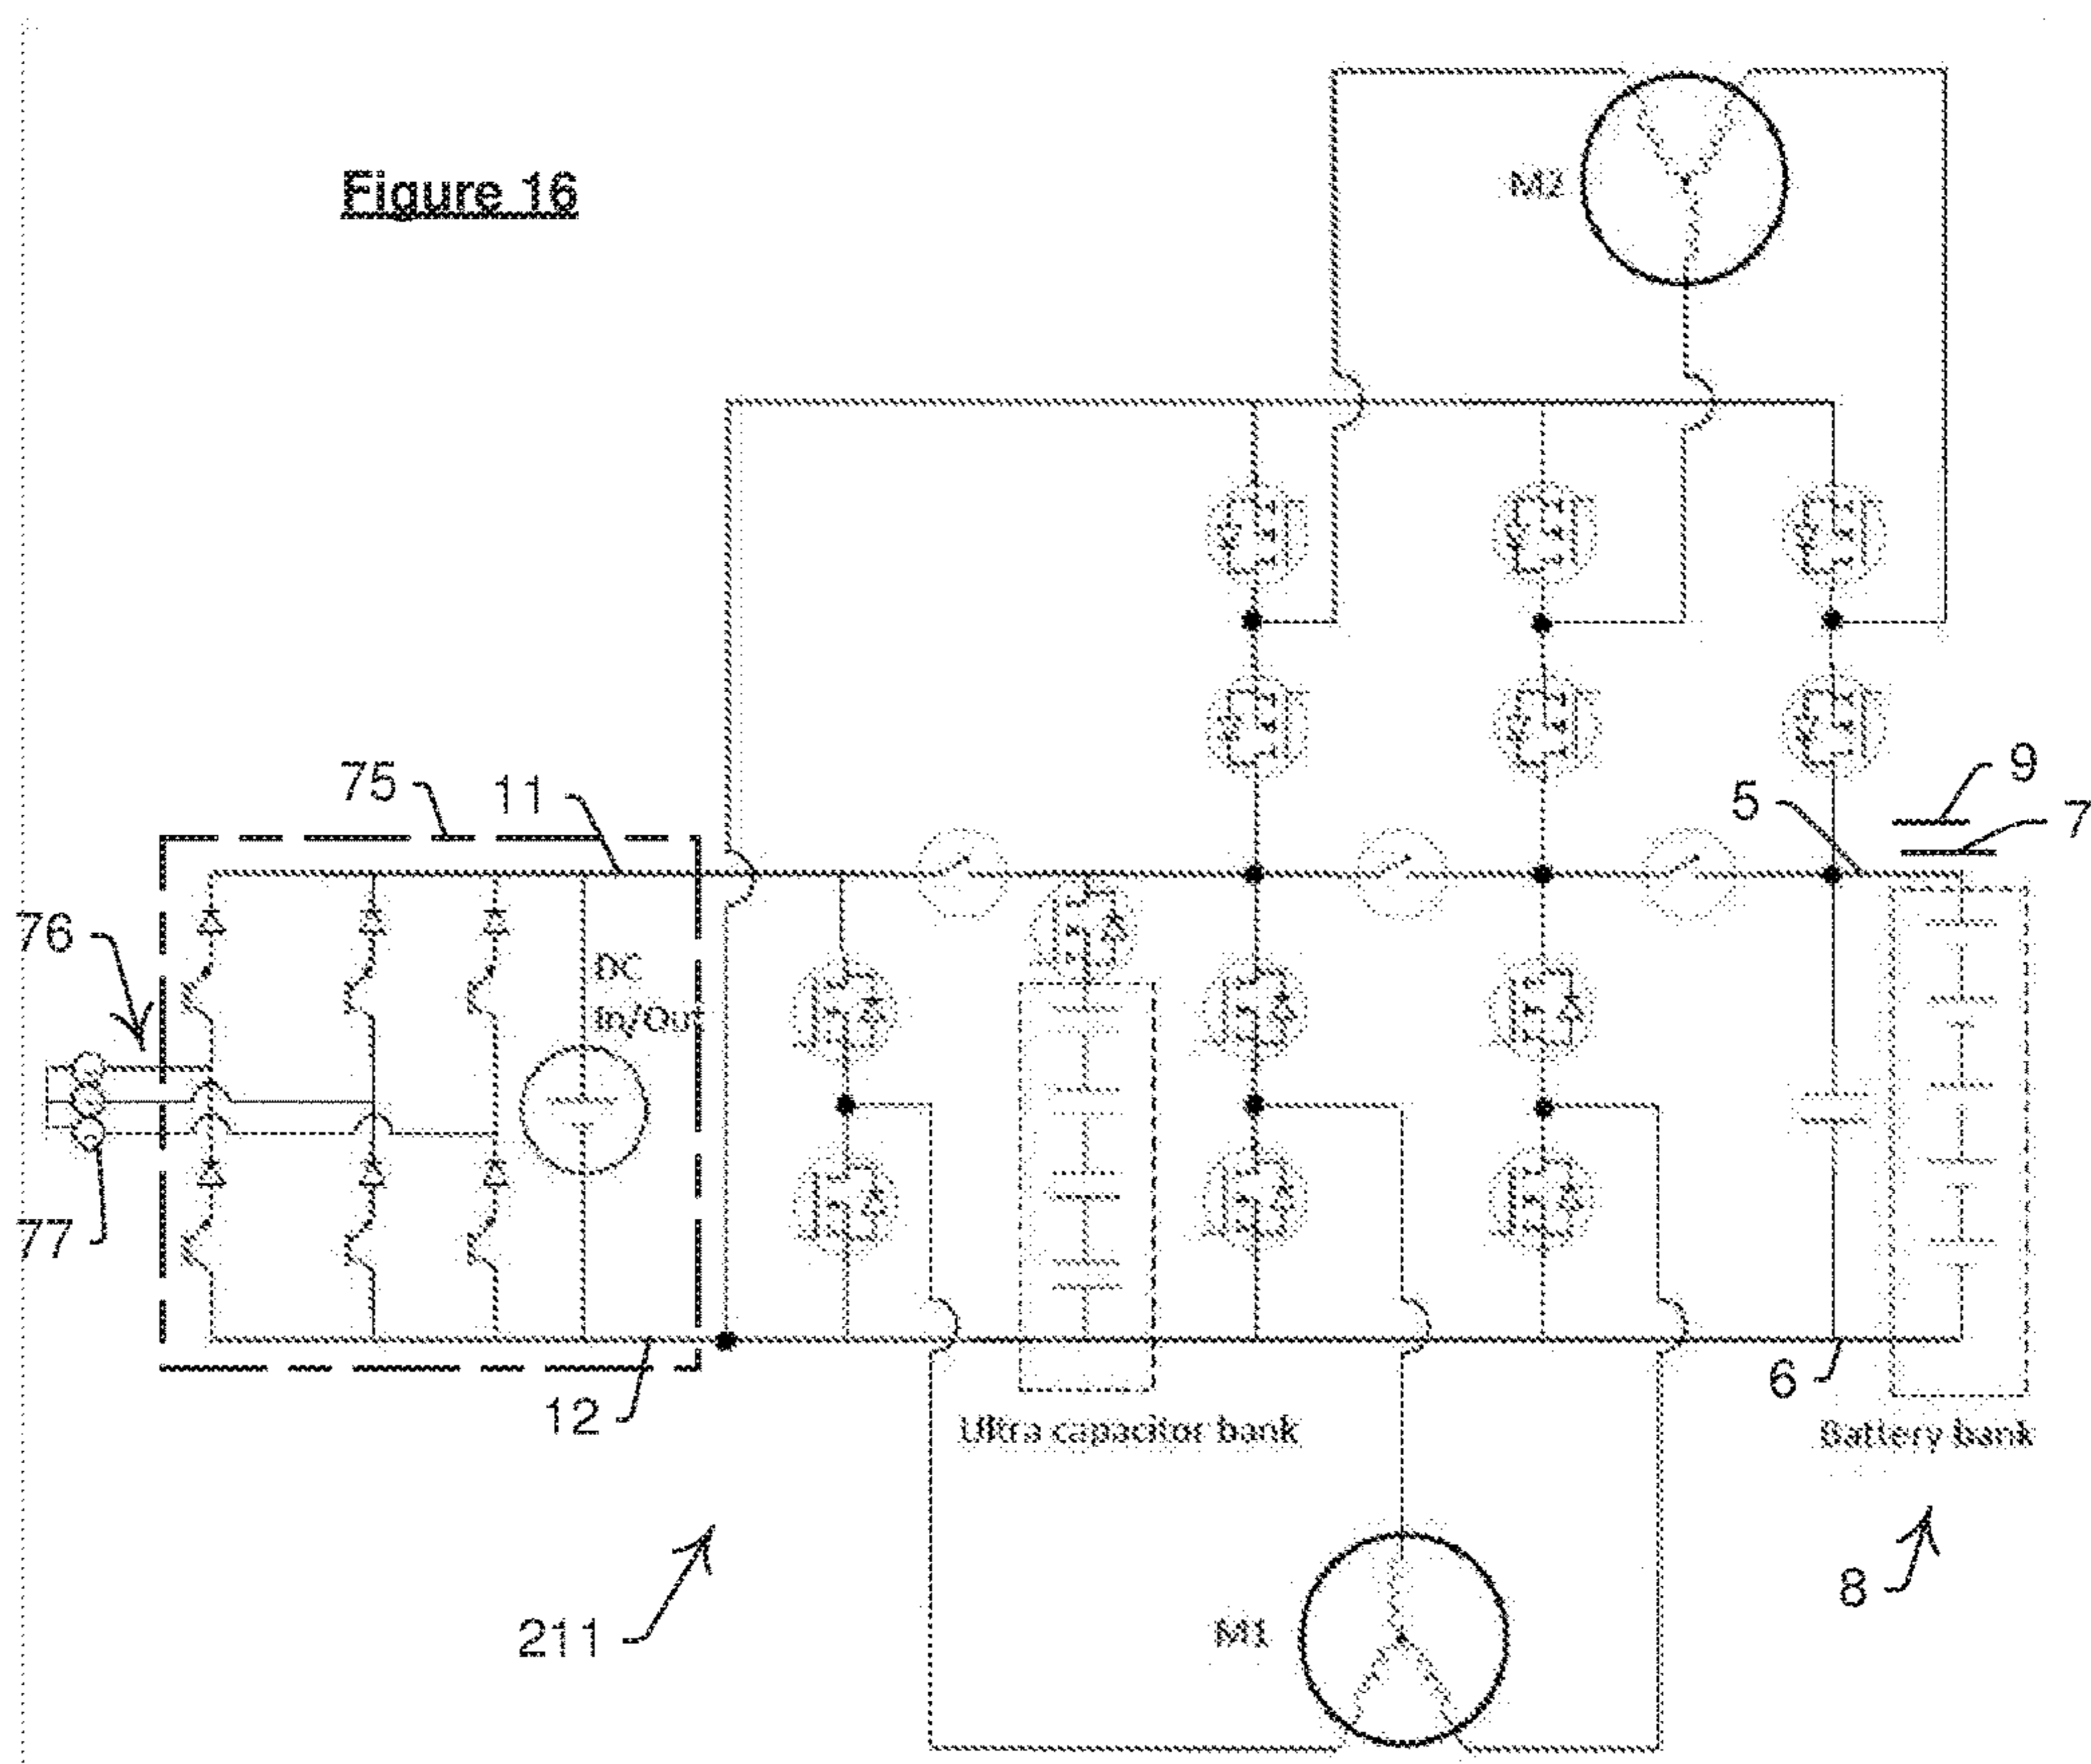 Figure 16
M2
75
11
5
9
7
76
DC
In/Out
77
12
6
Ultra capacitor bank
Battery bank
211
M1
8